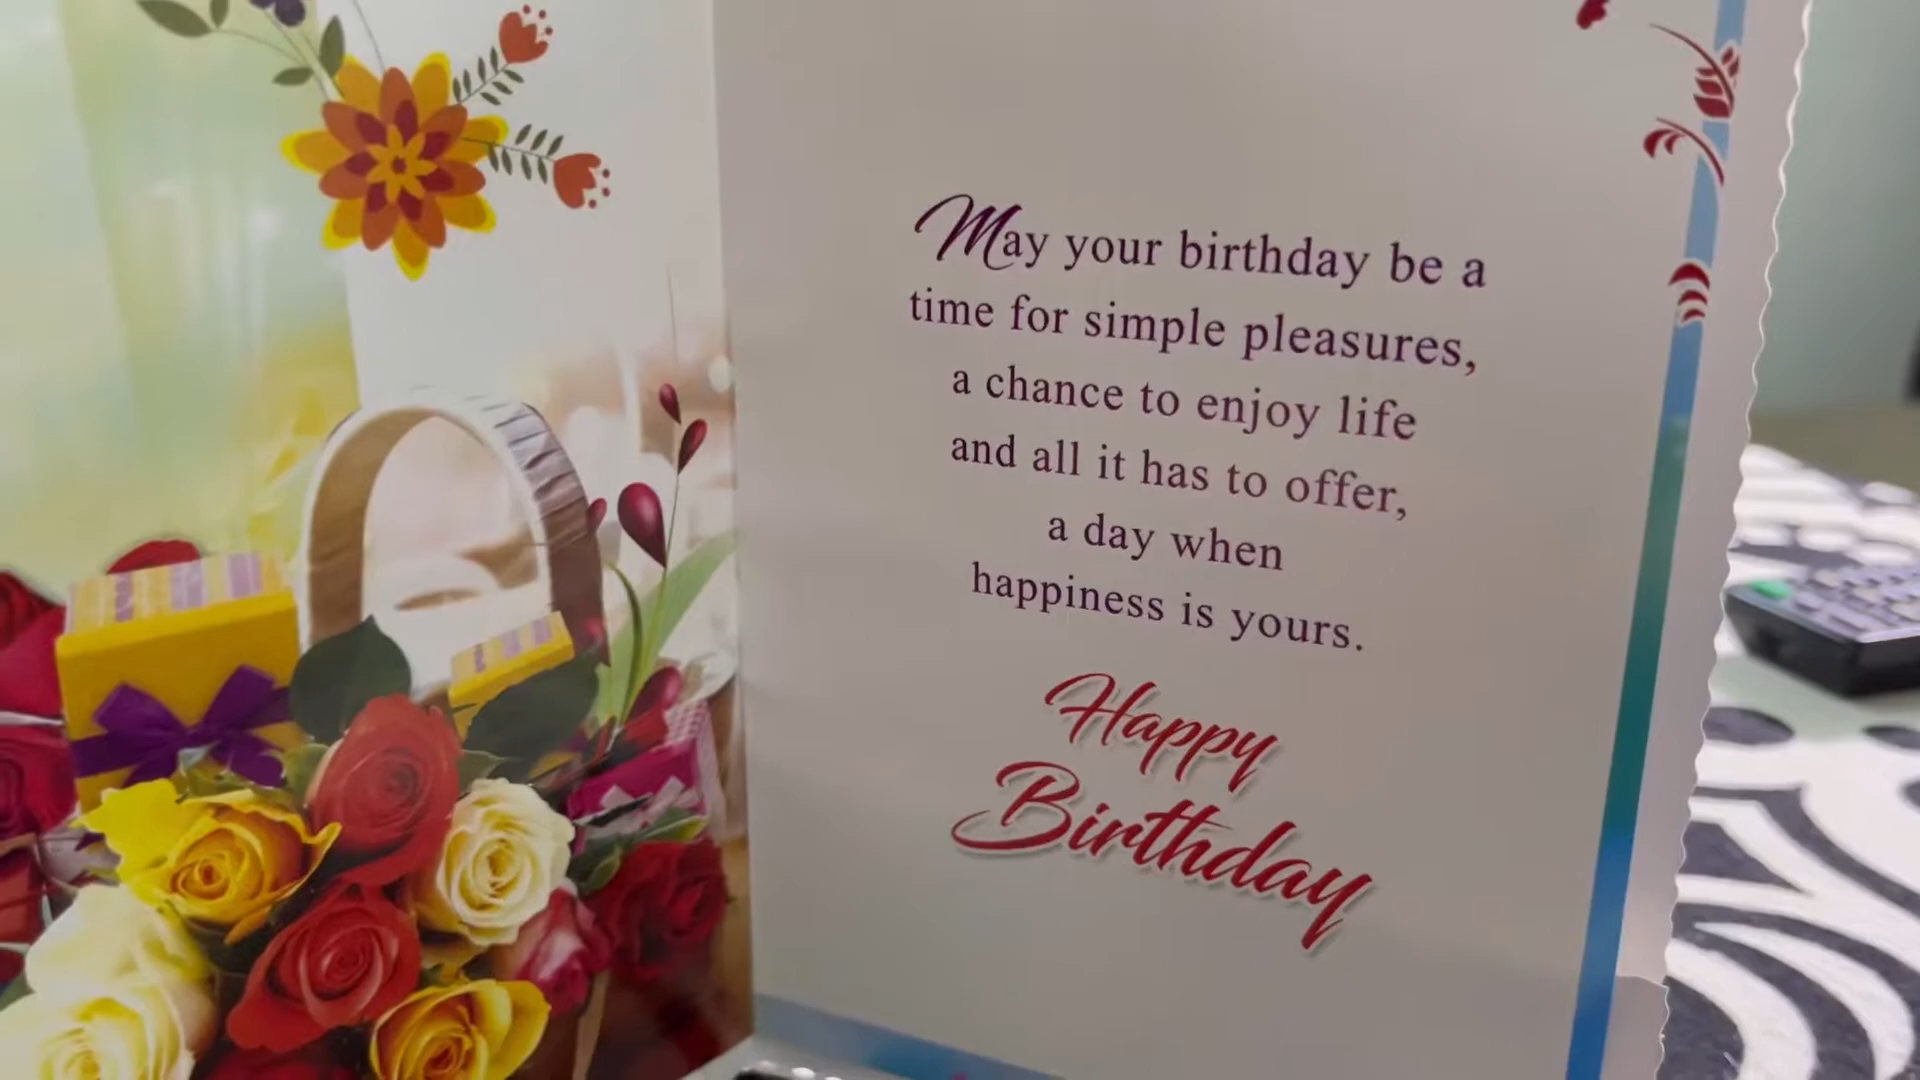 May your birthday be a
time for simple pleasures,
a chance to enjoy life
and all it has to offer,
a day when
happiness is yours.
Happy
Birthday